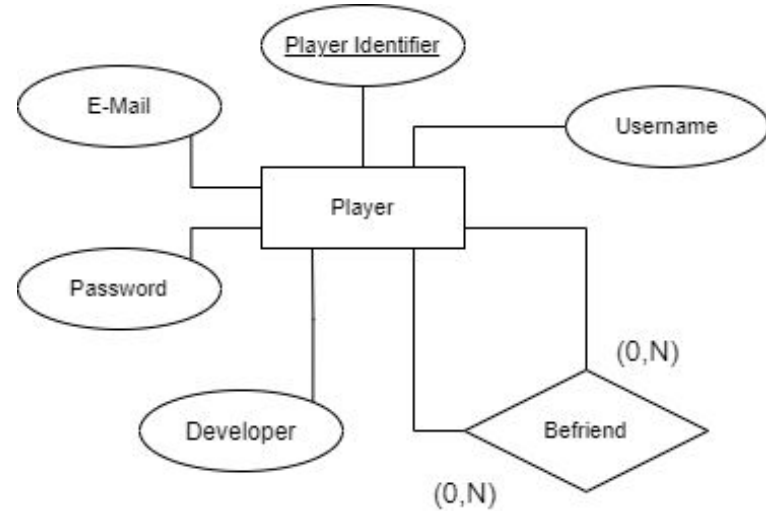 Player Identifier
E-Mail
Username
Player
Password
(0,N)
Developer
Befriend
(0,N)